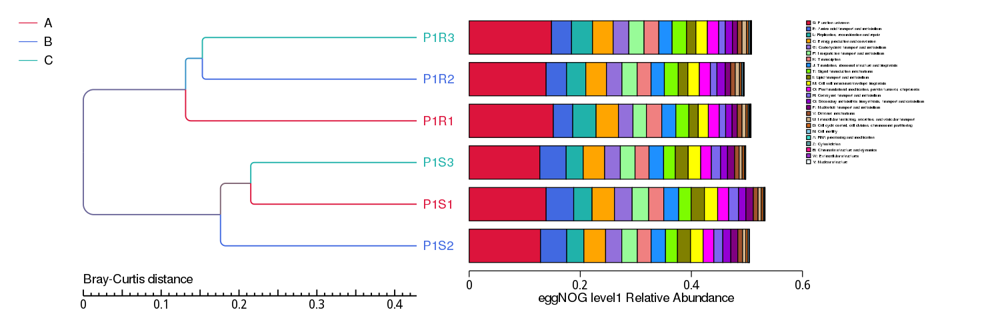 A
B
C
P1R3
P1R2
P1R1
P1S3
P1S1
P1S2
Bray-Curtis distance
0 0.1 0.2 0.3 0.4
0 0.2 0.4 0.6
eggNOG level1 Relative Abundance
S: Function unknown
E: Amino acid transport and metabolism
L: Replication, recombination and repair
C: Energy production and conversion
G: Carbohydrate transport and metabolism
P: Inorganic ion transport and metabolism
K: Transcription
J: Translation, ribosomal structure and biogenesis
T: Signal transduction mechanisms
I: Lipid transport and metabolism
M: Cell wall/membrane/envelope biogenesis
O: Posttranslational modification, protein turnover, chaperones
H: Coenzyme transport and metabolism
Q: Secondary metabolites biosynthesis, transport and catabolism
F: Nucleotide transport and metabolism
V: Defense mechanisms
U: Intracellular trafficking, secretion, and vesicular transport
D: Cell cycle control, cell division, chromosome partitioning
N: Cell motility
A: RNA processing and modification
Z: Cytoskeleton
B: Chromatin structure and dynamics
W: Extracellular structures
Y: Nuclear structure